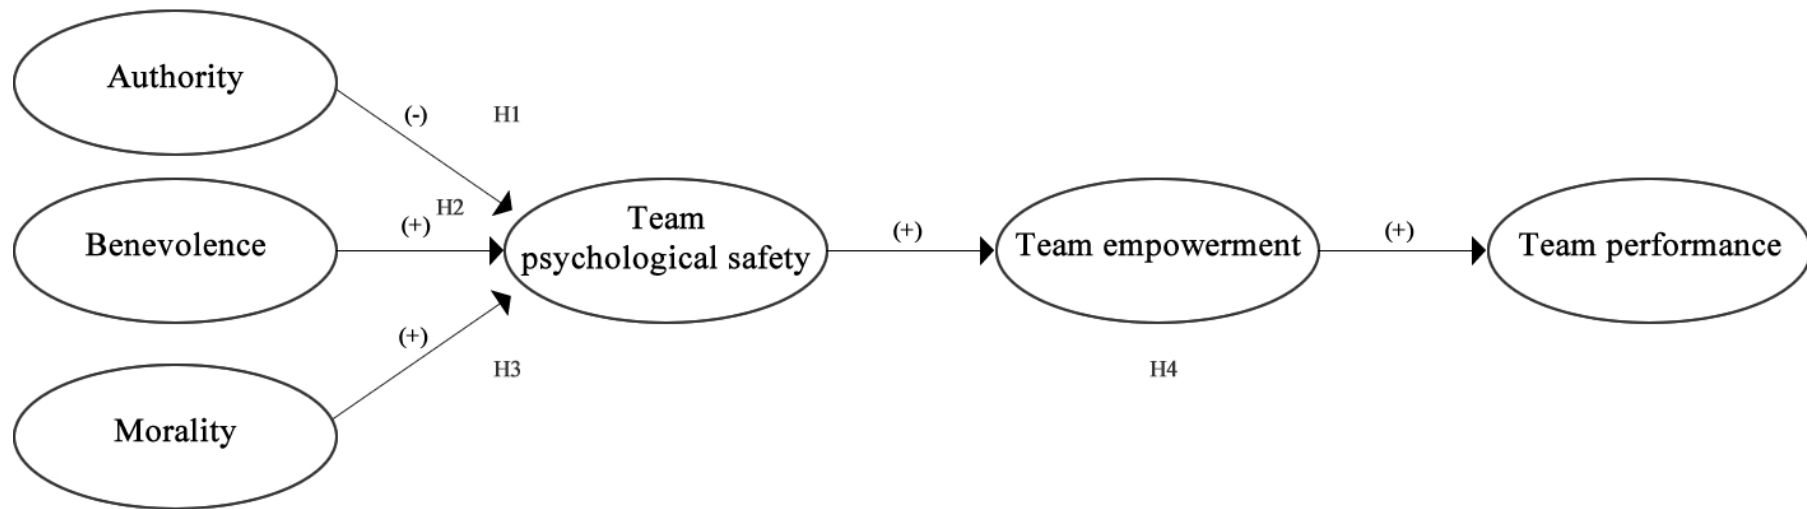 Authority
(-)
H1
Benevolence
(+)
H2
Morality
(+)
H3
Team
psychological safety
(+)
Team empowerment
H4
(+)
Team performance